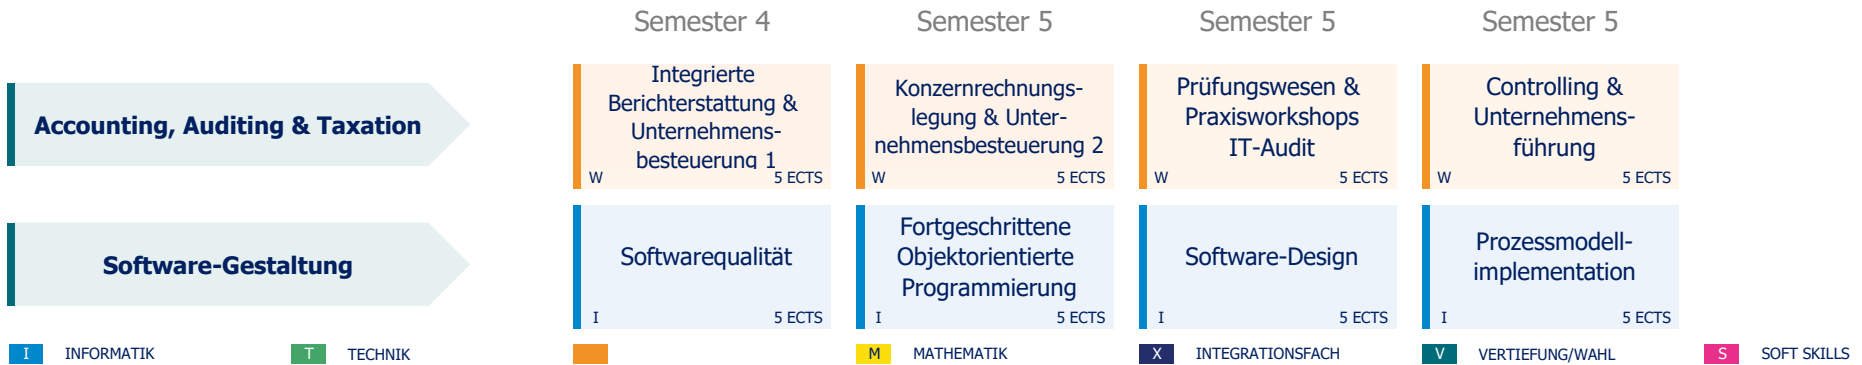 Semester 4 Semester 5 Semester 5 Semester 5
Accounting, Auditing & Taxation
Integrierte
Berichterstattung &
Unternehmens-
besteuerung 1
W 5 ECTS
Konzernrechnungs-
legung & Unter-
nehmensbesteuerung 2
W 5 ECTS
Prüfungswesen &
Praxisworkshops
IT-Audit
W 5 ECTS
Controlling &
Unternehmens-
führung
W 5 ECTS
Software-Gestaltung
Softwarequalität
I 5 ECTS
Fortgeschrittene
Objektorientierte
Programmierung
I 5 ECTS
Software-Design
I 5 ECTS
Prozessmodell-
implementation
I 5 ECTS
I INFORMATIK T TECHNIK M MATHEMATIK X INTEGRATIONSFACH V VERTIEFUNG/WAHL S SOFT SKILLS